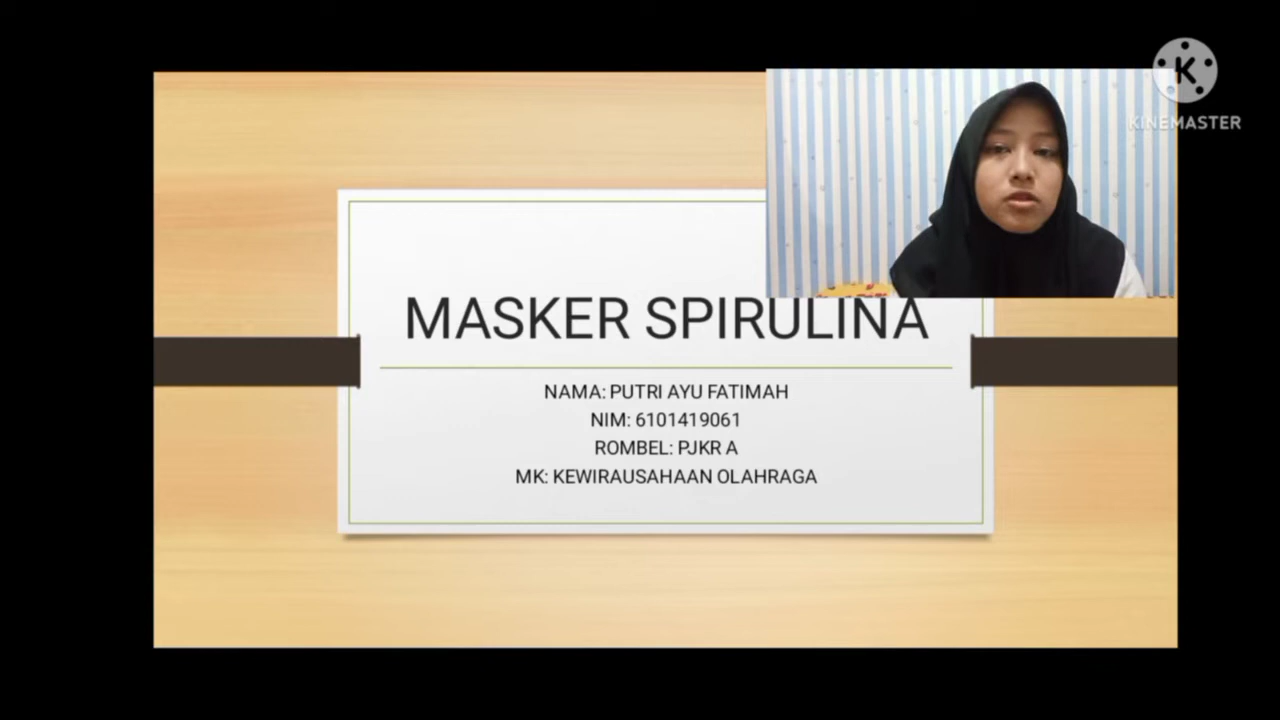 KINEMASTER
MASKER SPIRULINA
NAMA: PUTRI AYU FATIMAH
NIM: 6101419061
ROMBEL: PJKR A
MK: KEWIRAUSAHAAN OLAHRAGA